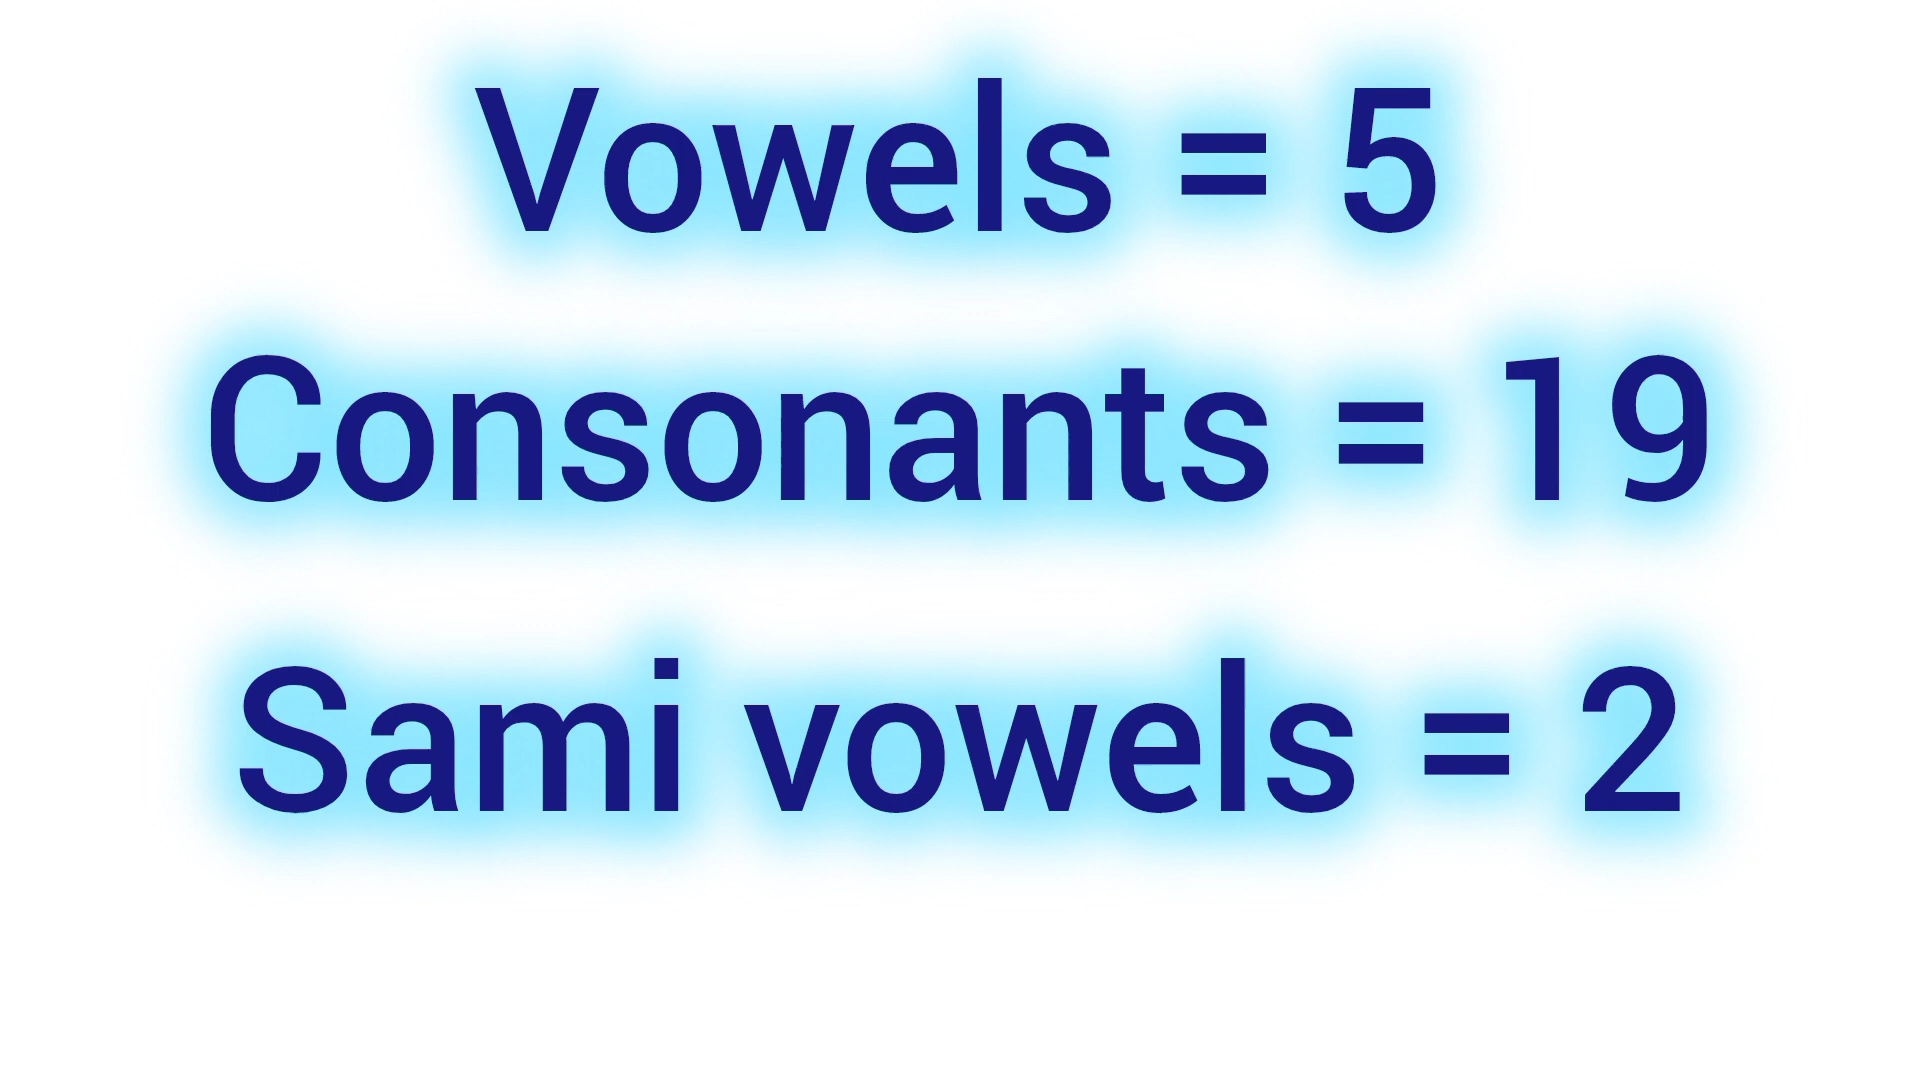 Vowels = 5
Consonants = 19
Sami vowels = 2